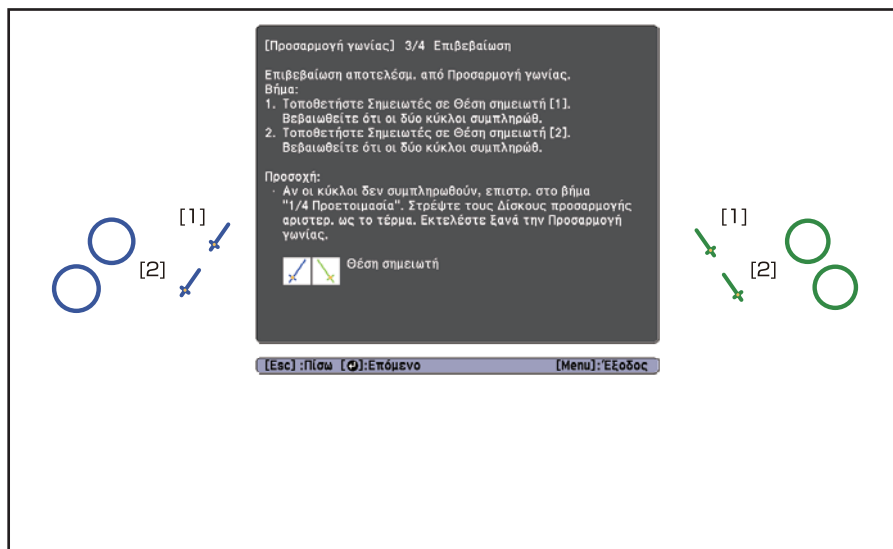 [Προσαρμογή γωνίας] 3/4 Επιβεβαίωση
Επιβεβαίωση αποτελέσμ. από Προσαρμογή γωνίας.
Βήμα:
1. Τοποθετήστε Σημειωτές σε Θέση σημειωτή [1].
Βεβαιωθείτε ότι οι δύο κύκλοι συμπληρώθ.
2. Τοποθετήστε Σημειωτές σε Θέση σημειωτή [2].
Βεβαιωθείτε ότι οι δύο κύκλοι συμπληρώθ.
Προσοχή:
· Αν οι κύκλοι δεν συμπληρωθούν, επιστρ. στο βήμα
"1/4 Προετοιμασία". Στρέψτε τους Δίσκους προσαρμογής
αριστερ. ως το τέρμα. Εκτελέστε ξανά την Προσαρμογή
γωνίας.
Θέση σημειωτή
[1]
[2]
[1]
[2]
[Esc] :Πίσω [⏎]:Επόμενο [Menu]:Έξοδος